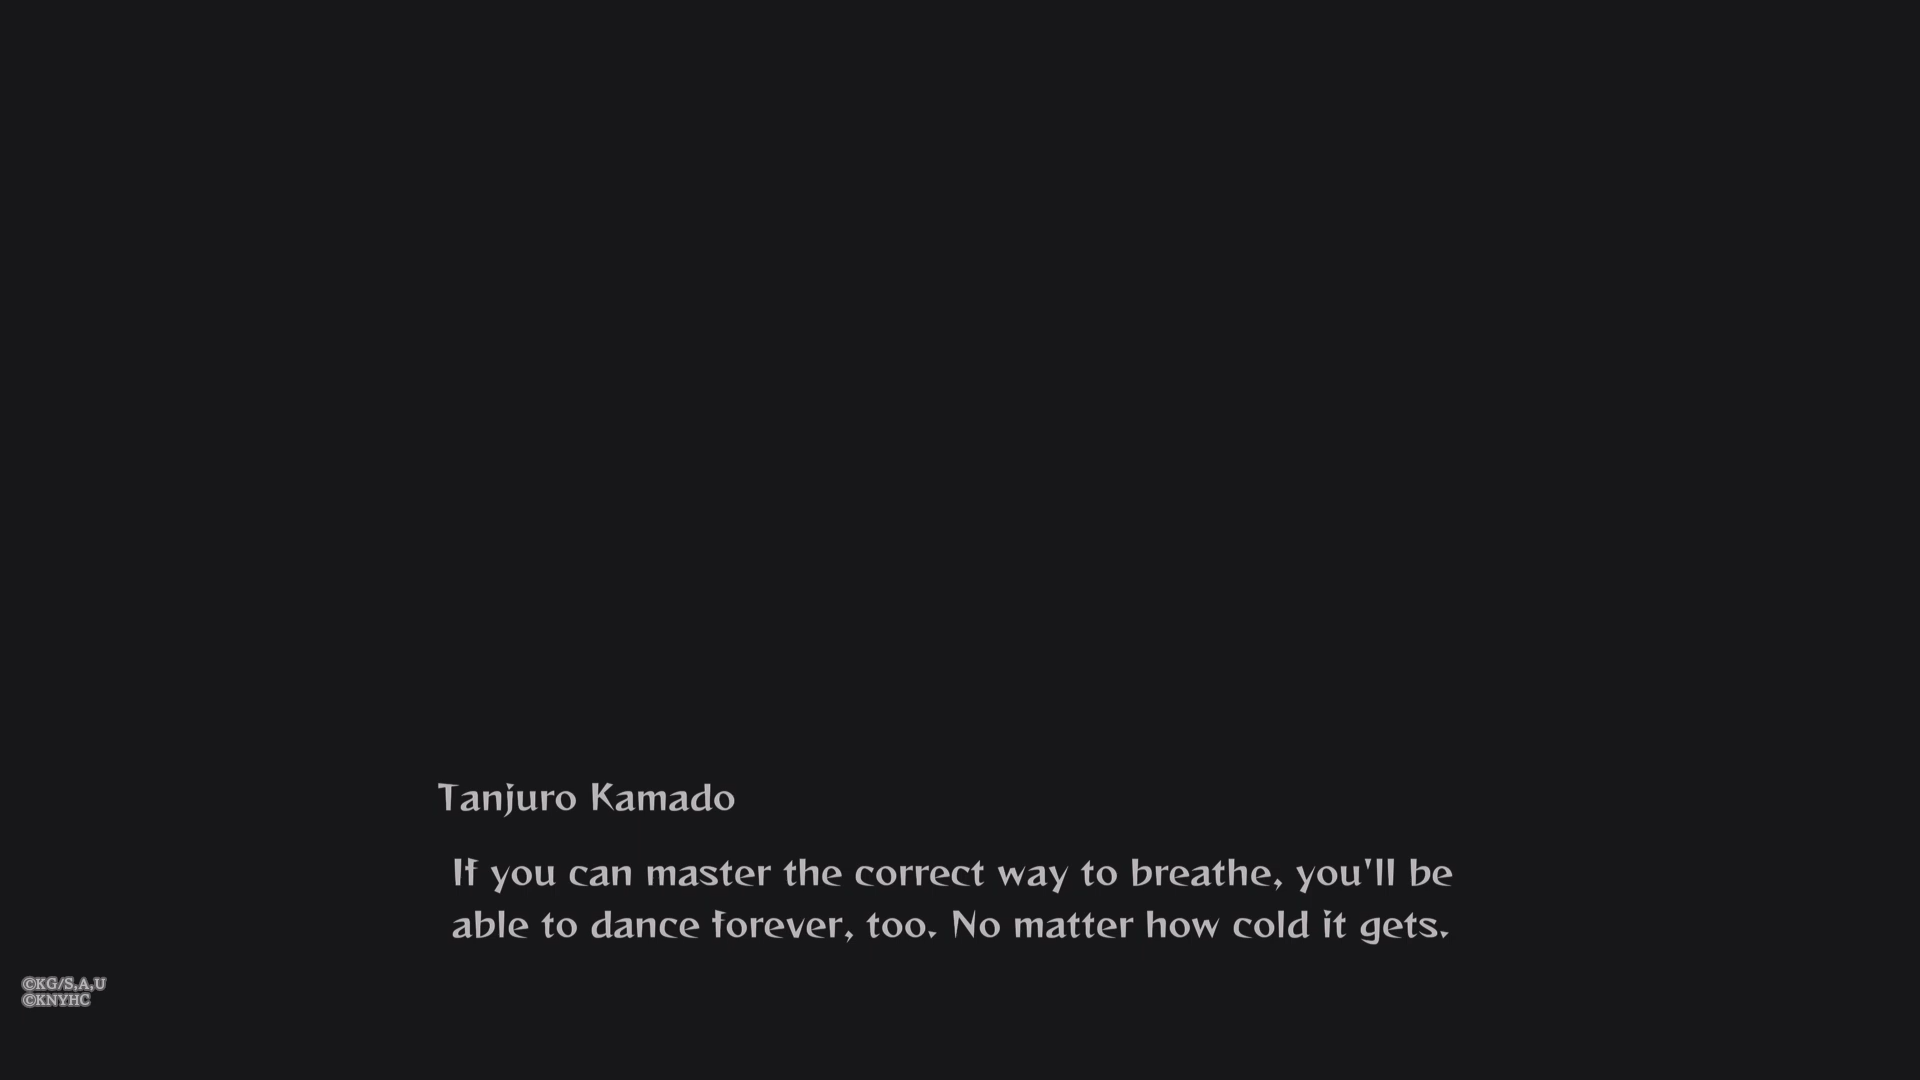 Tanjuro Kamado
If you can master the correct way to breathe, you'll be
able to dance forever, too. No matter how cold it gets.
©KG/S,A,U
©KNYHC